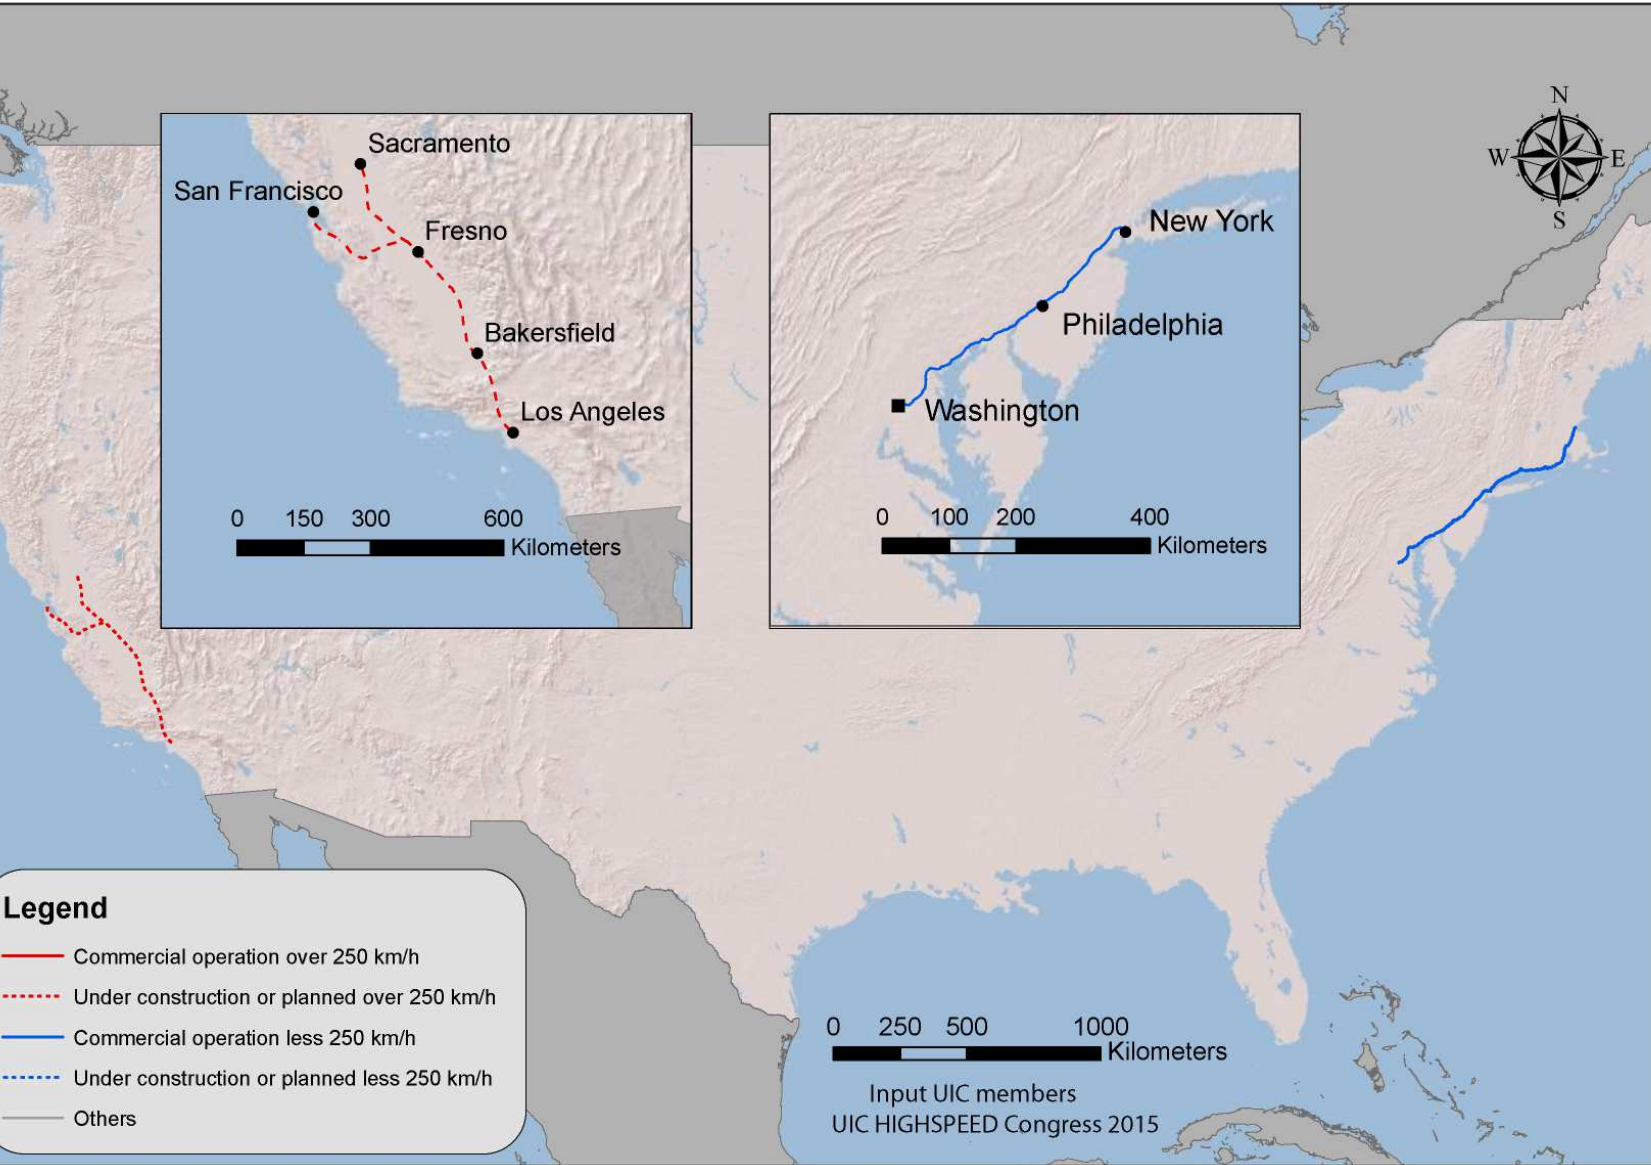 N
W
E
S
Sacramento
San Francisco
Fresno
Bakersfield
Los Angeles
0 150 300 600
Kilometers
New York
Philadelphia
Washington
0 100 200 400
Kilometers
Legend
Commercial operation over 250 km/h
Under construction or planned over 250 km/h
Commercial operation less 250 km/h
Under construction or planned less 250 km/h
Others
0 250 500 1000
Kilometers
Input UIC members
UIC HIGHSPEED Congress 2015